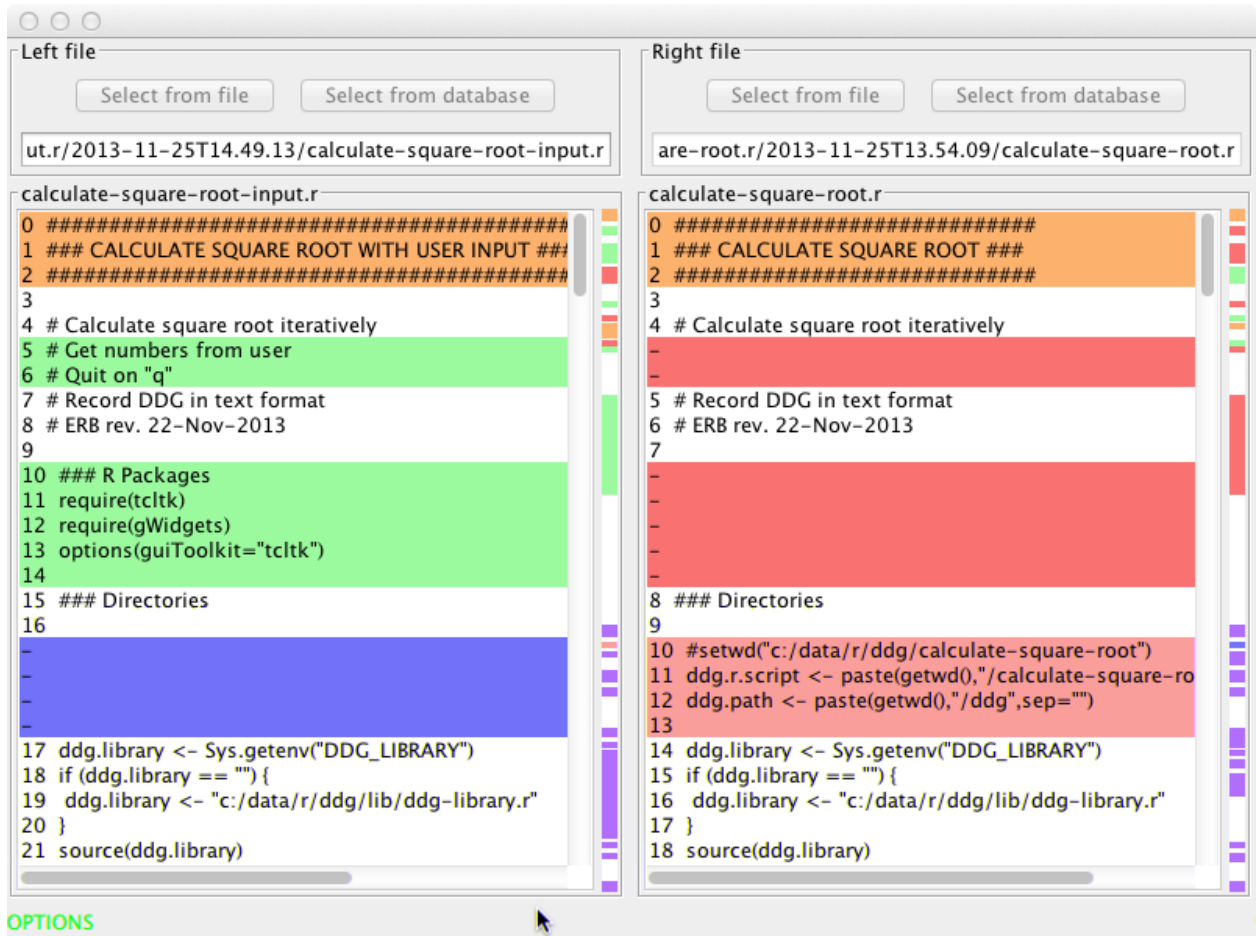 Left file
Select from file
Select from database
ut.r/2013-11-25T14.49.13/calculate-square-root-input.r
calculate-square-root-input.r
0 ##########################################
1 ### CALCULATE SQUARE ROOT WITH USER INPUT ###
2 ##########################################
3
4 # Calculate square root iteratively
5 # Get numbers from user
6 # Quit on "q"
7 # Record DDG in text format
8 # ERB rev. 22-Nov-2013
9
10 ### R Packages
11 require(tcltk)
12 require(gWidgets)
13 options(guiToolkit="tcltk")
14
15 ### Directories
16
-
-
-
-
17 ddg.library <- Sys.getenv("DDG_LIBRARY")
18 if (ddg.library == "") {
19 ddg.library <- "c:/data/r/ddg/lib/ddg-library.r"
20 }
21 source(ddg.library)
Right file
Select from file
Select from database
are-root.r/2013-11-25T13.54.09/calculate-square-root.r
calculate-square-root.r
0 #############################
1 ### CALCULATE SQUARE ROOT ###
2 #############################
3
4 # Calculate square root iteratively
-
-
5 # Record DDG in text format
6 # ERB rev. 22-Nov-2013
7
-
-
-
-
-
8 ### Directories
9
10 #setwd("c:/data/r/ddg/calculate-square-root")
11 ddg.r.script <- paste(getwd(),"/calculate-square-ro
12 ddg.path <- paste(getwd(),"/ddg",sep="")
13
14 ddg.library <- Sys.getenv("DDG_LIBRARY")
15 if (ddg.library == "") {
16 ddg.library <- "c:/data/r/ddg/lib/ddg-library.r"
17 }
18 source(ddg.library)
OPTIONS